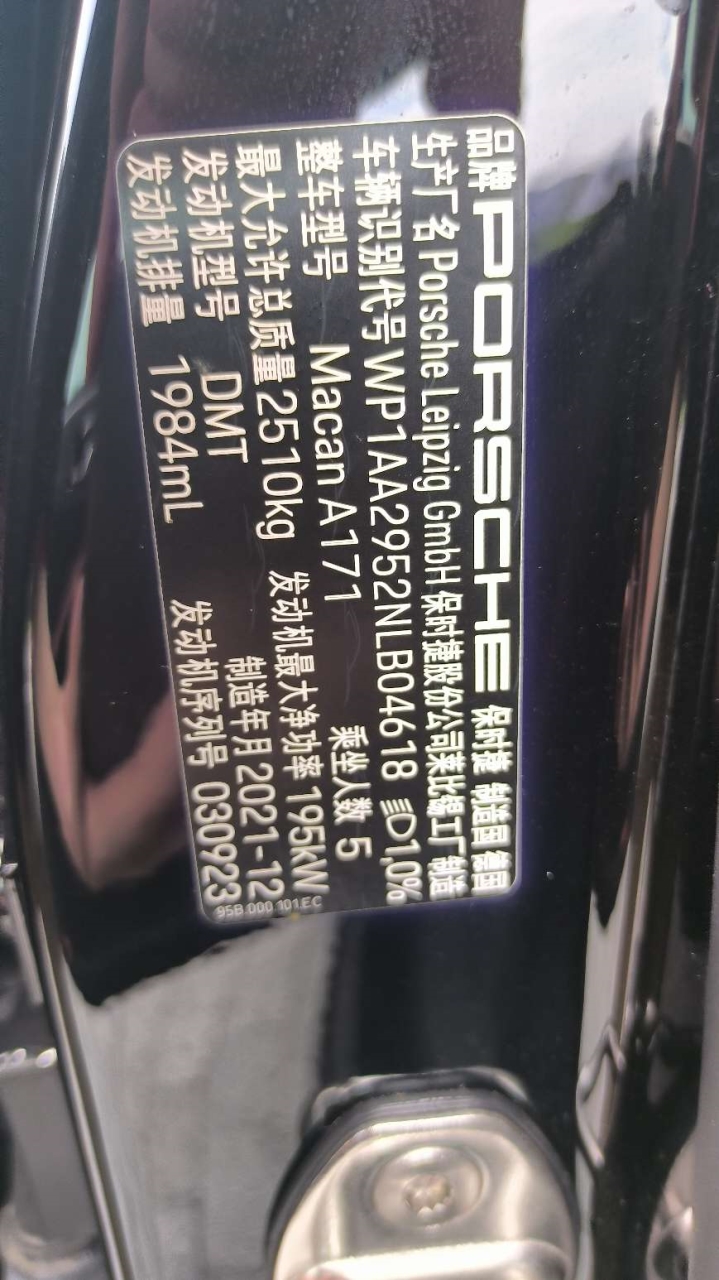 品牌 PORSCHE 保时捷 制造国 德国
生产厂名 Porsche Leipzig GmbH 保时捷股份公司莱比锡工厂制造
车辆识别代号 WP1AA2952NLB04618 1,0%
整车型号 Macan A171 乘坐人数 5
最大允许总质量 2510kg 发动机最大净功率 195kW
发动机型号 DMT 制造年月 2021-12
发动机排量 1984mL 发动机序列号 030923
95B 000 101 EC